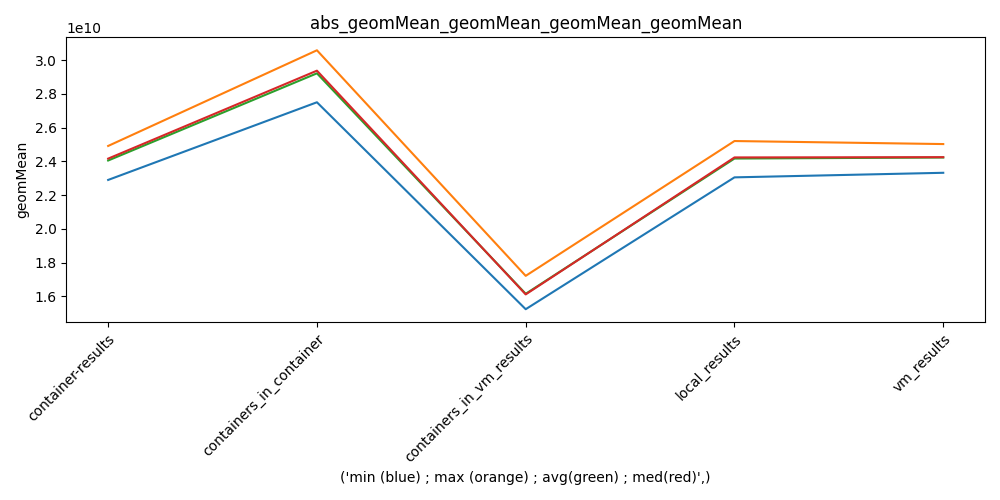 abs_geomMean_geomMean_geomMean_geomMean
1e10
3.0
2.8
2.6
2.4
2.2
2.0
1.8
1.6
geomMean
container-results
containers_in_container
containers_in_vm_results
local_results
vm_results
('min (blue) ; max (orange) ; avg(green) ; med(red)',)